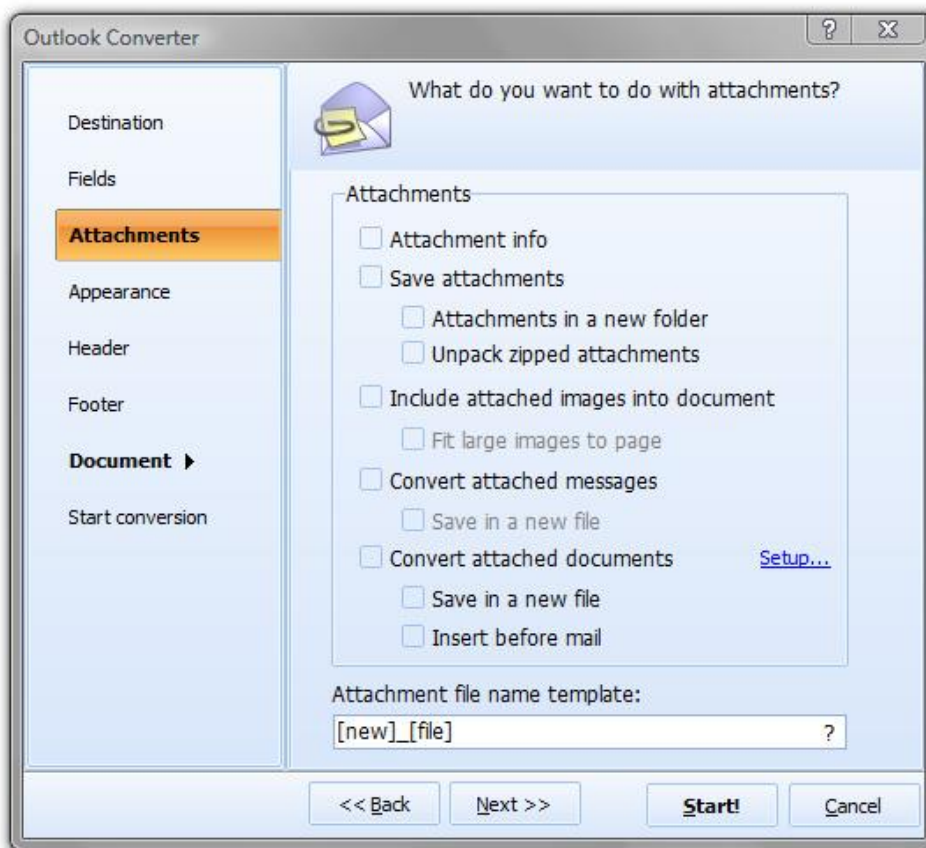 Outlook Converter
?
Destination
Fields
Attachments
Appearance
Header
Footer
Document
Start conversion
What do you want to do with attachments?
Attachments
Attachment info
Save attachments
Attachments in a new folder
Unpack zipped attachments
Include attached images into document
Fit large images to page
Convert attached messages
Save in a new file
Convert attached documents Setup...
Save in a new file
Insert before mail
Attachment file name template:
[new]_[file] ?
<< Back Next >> Start! Cancel